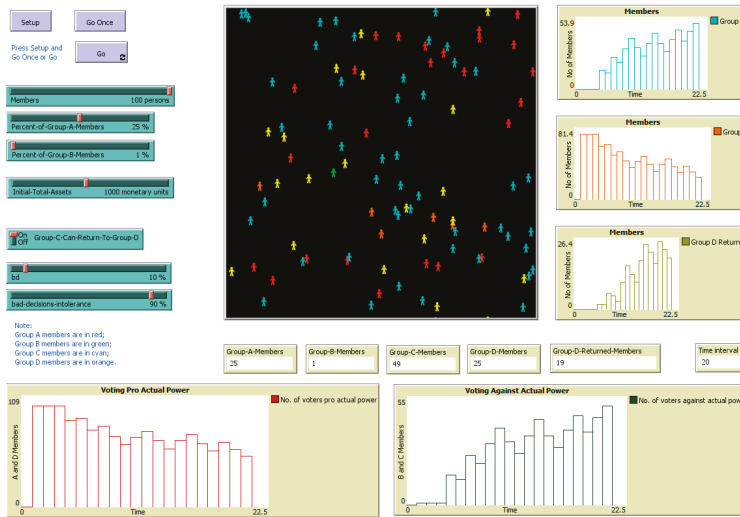 Setup
Go Once
Press Setup and
Go Once or Go
Go
Members 100 persons
Percent-of-Group-A-Members 25 %
Percent-of-Group-B-Members 1 %
Initial-Total-Assets 1000 monetary units
On
Off
Group-C-Can-Return-To-Group-D
bd 10 %
bad-decisions-intolerance 90 %
Note:
Group A members are in red;
Group B members are in green;
Group C members are in cyan;
Group D members are in orange.
Members
53.9
No of Members
0
0 Time 22.5
Group
Members
81.4
No of Members
0
0 Time 22.5
Group
Members
26.4
No of Members
0
0 Time 22.5
Group D Return
Group-A-Members
25
Group-B-Members
1
Group-C-Members
49
Group-D-Members
25
Group-D-Returned-Members
19
Time interval
20
Voting Pro Actual Power
109
A and D Members
0
0 Time 22.5
No. of voters pro actual power
Voting Against Actual Power
55
B and C Members
0
0 Time 22.5
No. of voters against actual pow